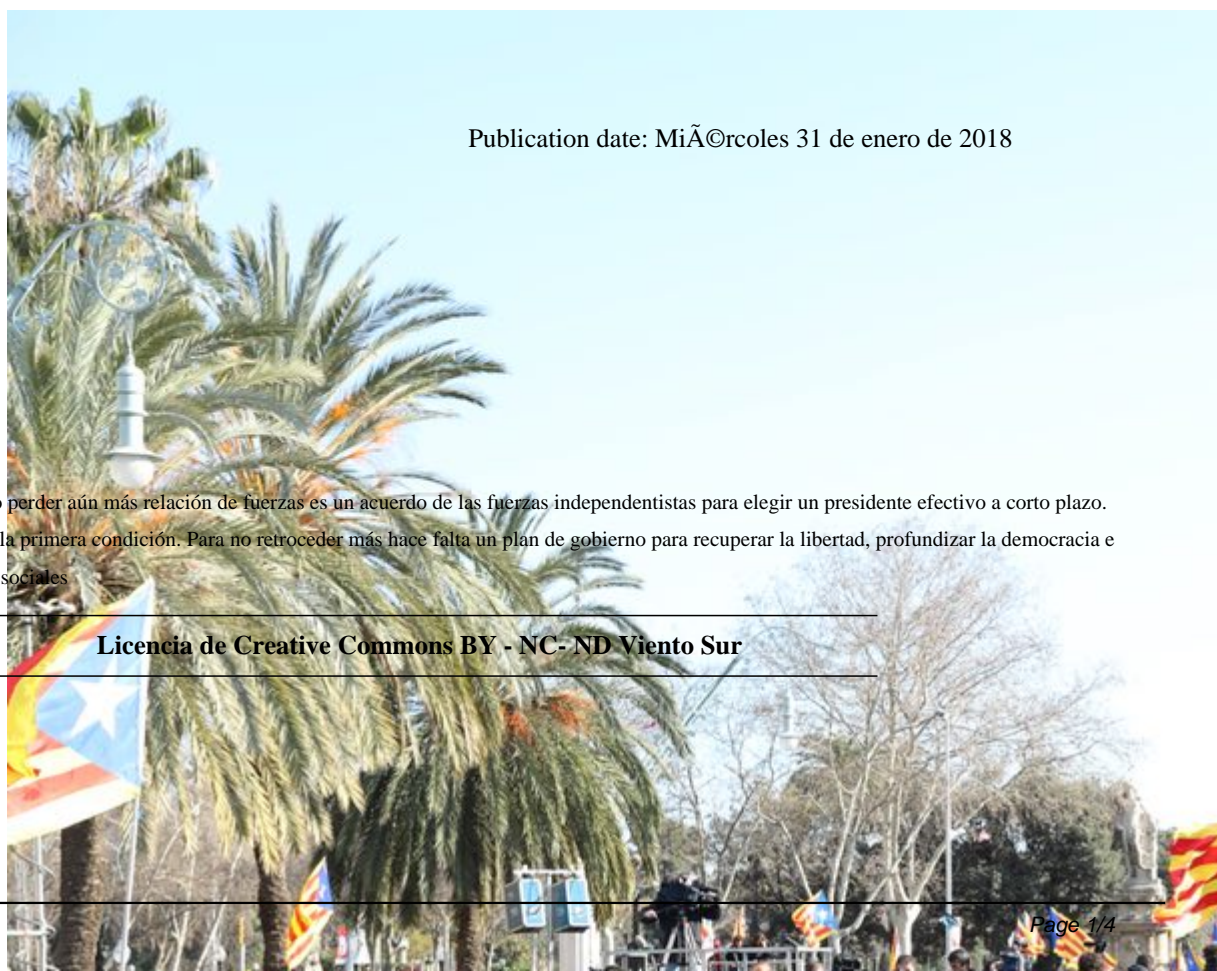 Publication date: MiÃ©rcoles 31 de enero de 2018
perder aún más relación de fuerzas es un acuerdo de las fuerzas independentistas para elegir un presidente efectivo a corto plazo.
la primera condición. Para no retroceder más hace falta un plan de gobierno para recuperar la libertad, profundizar la democracia e
sociales
Licencia de Creative Commons BY - NC- ND Viento Sur
Page 1/4